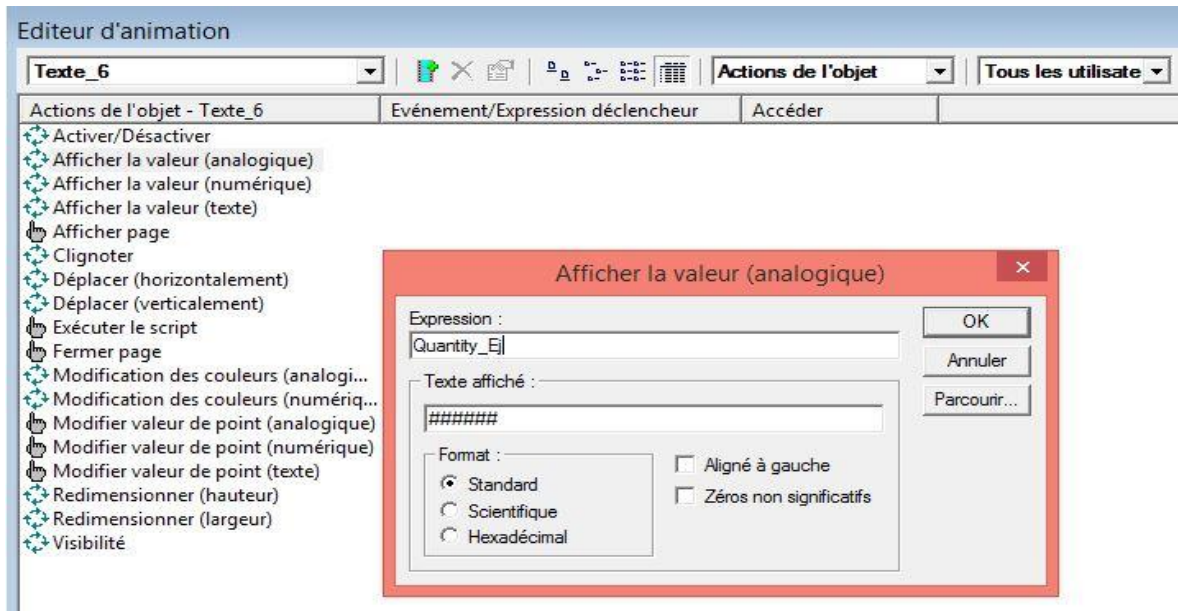 Editeur d'animation
Texte_6
Actions de l'objet
Tous les utilisate
Actions de l'objet - Texte_6
Evénement/Expression déclencheur
Accéder
Activer/Désactiver
Afficher la valeur (analogique)
Afficher la valeur (numérique)
Afficher la valeur (texte)
Afficher page
Clignoter
Déplacer (horizontalement)
Déplacer (verticalement)
Exécuter le script
Fermer page
Modification des couleurs (analogi...
Modification des couleurs (numériq...
Modifier valeur de point (analogique)
Modifier valeur de point (numérique)
Modifier valeur de point (texte)
Redimensionner (hauteur)
Redimensionner (largeur)
Visibilité
Afficher la valeur (analogique)
Expression :
Quantity_Ej
Texte affiché :
######
Format :
Standard
Scientifique
Hexadécimal
Aligné à gauche
Zéros non significatifs
OK
Annuler
Parcourir...